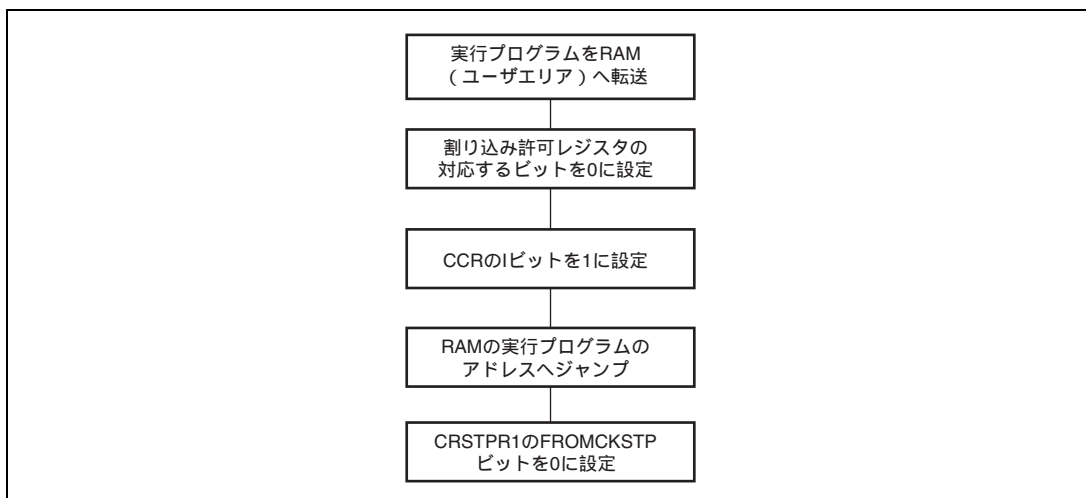 実行プログラムをRAM
（ユーザエリア）へ転送
割り込み許可レジスタの
対応するビットを0に設定
CCRのIビットを1に設定
RAMの実行プログラムの
アドレスへジャンプ
CRSTPR1のFROMCKSTP
ビットを0に設定